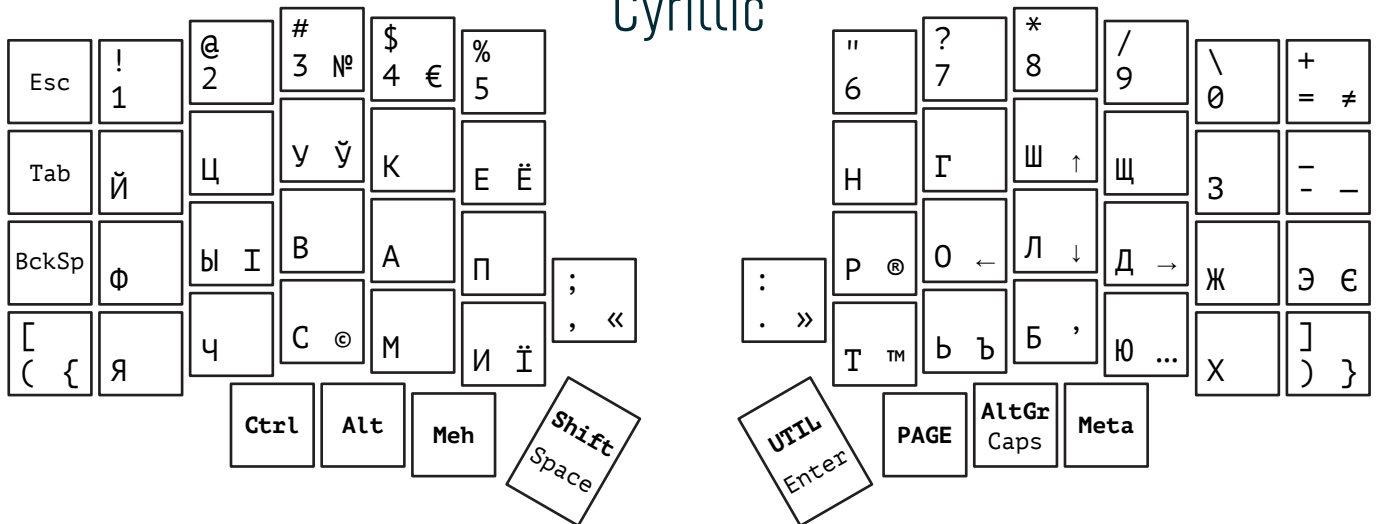 Cyrillic
Esc
! 1
@ 2
# 3 №
$ 4 €
% 5
" 6
? 7
* 8
/ 9
\ 0
+ = ≠
Tab
Й
Ц
У Ў
К
Е Ё
Н
Г
Ш ↑
Щ
З
_ - —
BckSp
Ф
Ы І
В
А
П
; , «
: . »
Р ®
О ←
Л ↓
Д →
Ж
Э Є
[ ( {
Я
Ч
С ©
М
И Ї
Т ™
Ь Ъ
Б ’
Ю …
Х
] ) }
Ctrl
Alt
Meh
Shift
Space
UTIL
Enter
PAGE
AltGr
Caps
Meta